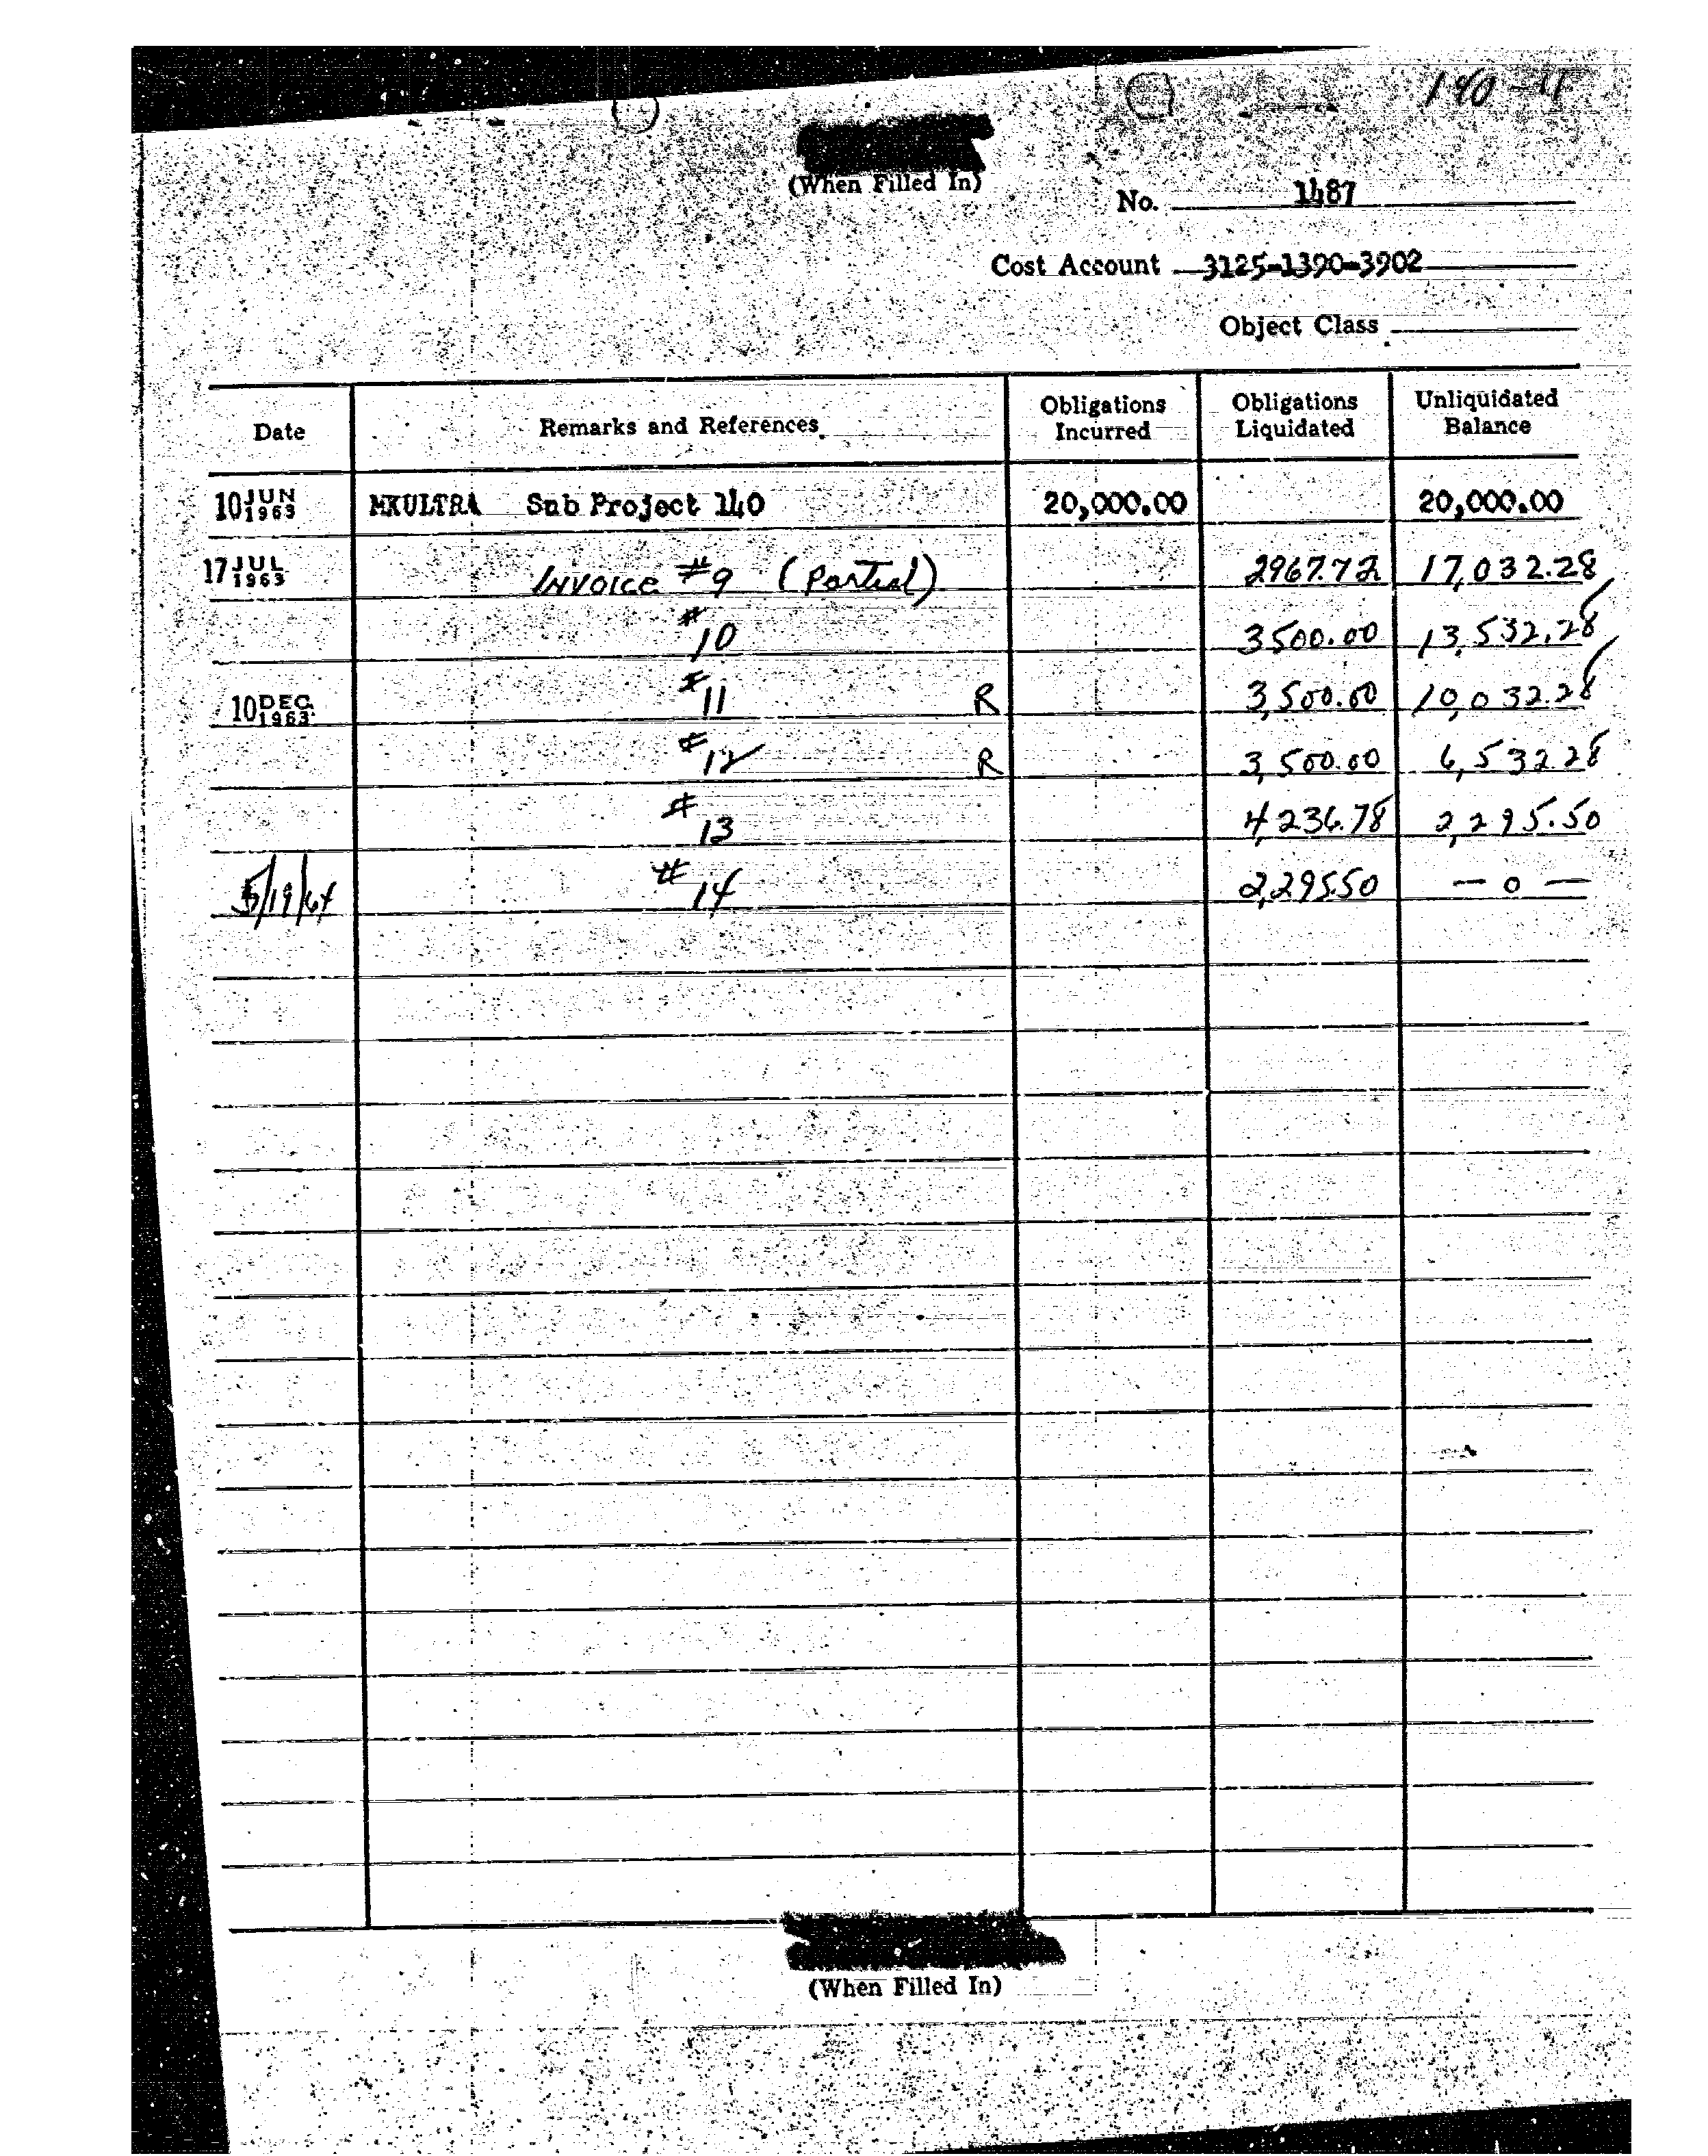 (When Filled In)
No. 1487
Cost Account 3125-1390-3902
Object Class
Date Remarks and References Obligations Incurred Obligations Liquidated Unliquidated Balance
10 JUN 1963 MKULTRA Sub Project 140 20,000.00 20,000.00
17 JUL 1963 Invoice #9 (Partial) 2967.72 17,032.28
#10 3500.00 13,532.28
10 DEC 1963 #11 R 3,500.00 10,032.28
#12 R 3,500.00 6,532.28
#13 4,236.78 2,295.50
5/19/64 #14 2,295.50 — 0 —
(When Filled In)